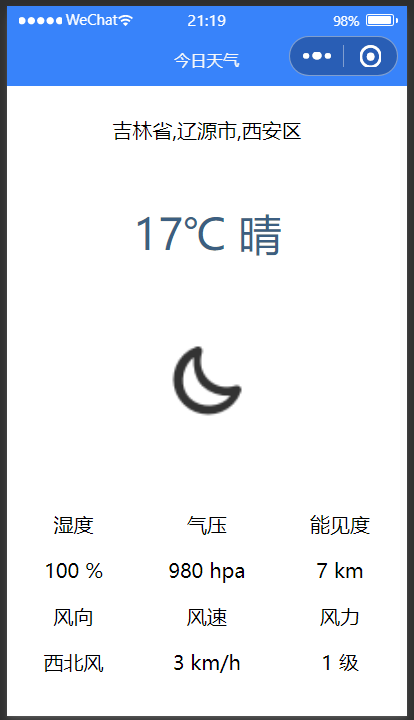 WeChat 21:19 98%
今日天气
吉林省,辽源市,西安区
17℃ 晴
湿度 气压 能见度
100 % 980 hpa 7 km
风向 风速 风力
西北风 3 km/h 1 级